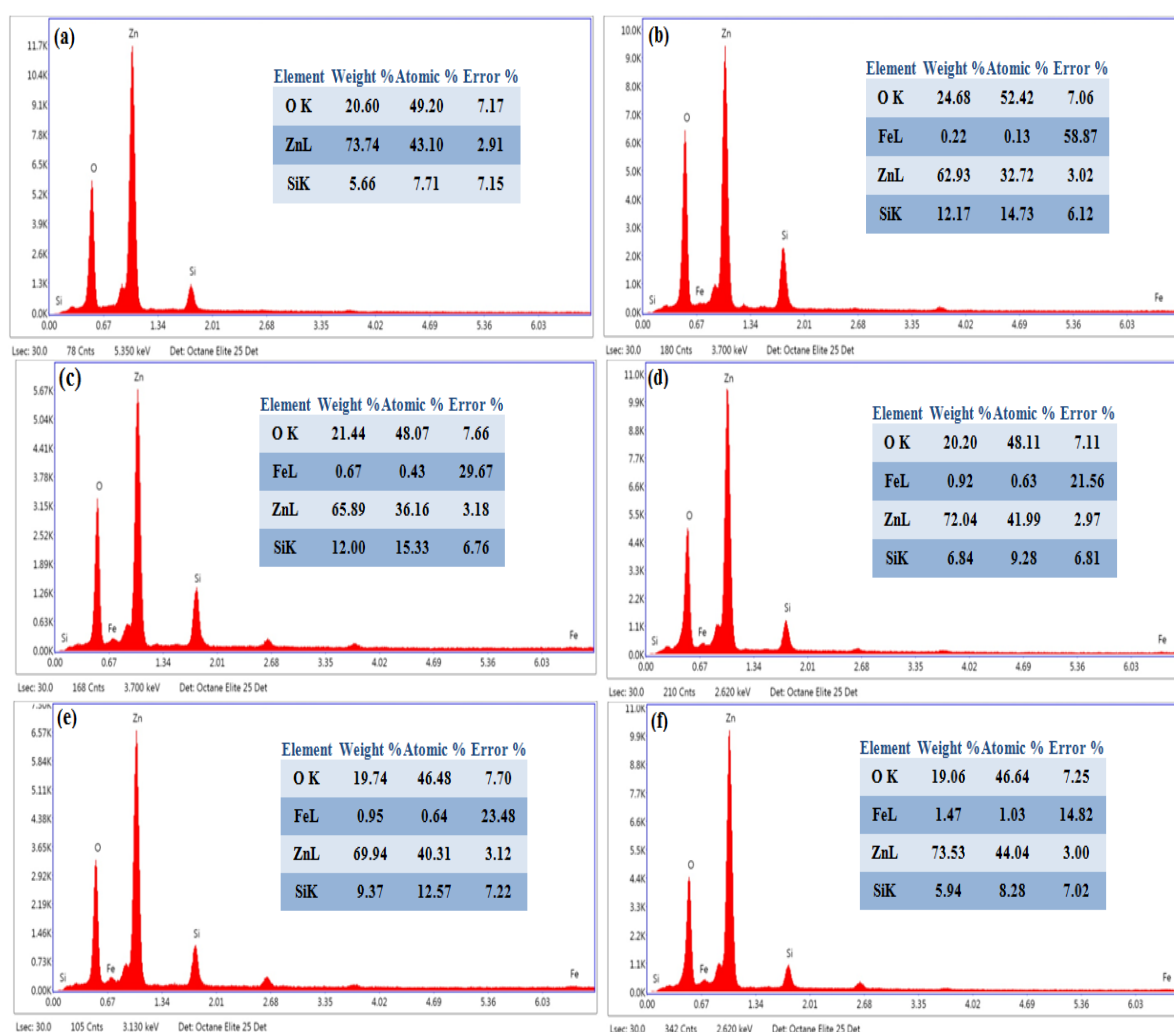 (a)
Zn
O
Si
Si
11.7K
10.4K
9.1K
7.8K
6.5K
5.2K
3.9K
2.6K
1.3K
0.0K
0.00 0.67 1.34 2.01 2.68 3.35 4.02 4.69 5.36 6.03
Element Weight % Atomic % Error %
O K 20.60 49.20 7.17
ZnL 73.74 43.10 2.91
SiK 5.66 7.71 7.15
Lsec: 30.0 78 Cnts 5.350 keV Det: Octane Elite 25 Det
(b)
Zn
O
Si
Si
Fe
Fe
10.0K
9.0K
8.0K
7.0K
6.0K
5.0K
4.0K
3.0K
2.0K
1.0K
0.0K
0.00 0.67 1.34 2.01 2.68 3.35 4.02 4.69 5.36 6.03
Element Weight % Atomic % Error %
O K 24.68 52.42 7.06
FeL 0.22 0.13 58.87
ZnL 62.93 32.72 3.02
SiK 12.17 14.73 6.12
Lsec: 30.0 180 Cnts 3.700 keV Det: Octane Elite 25 Det
(c)
Zn
O
Si
Si
Fe
Fe
5.67K
5.04K
4.41K
3.78K
3.15K
2.52K
1.89K
1.26K
0.63K
0.00K
0.00 0.67 1.34 2.01 2.68 3.35 4.02 4.69 5.36 6.03
Element Weight % Atomic % Error %
O K 21.44 48.07 7.66
FeL 0.67 0.43 29.67
ZnL 65.89 36.16 3.18
SiK 12.00 15.33 6.76
Lsec: 30.0 168 Cnts 3.700 keV Det: Octane Elite 25 Det
(d)
Zn
O
Si
Si
Fe
Fe
11.0K
9.9K
8.8K
7.7K
6.6K
5.5K
4.4K
3.3K
2.2K
1.1K
0.0K
0.00 0.67 1.34 2.01 2.68 3.35 4.02 4.69 5.36 6.03
Element Weight % Atomic % Error %
O K 20.20 48.11 7.11
FeL 0.92 0.63 21.56
ZnL 72.04 41.99 2.97
SiK 6.84 9.28 6.81
Lsec: 30.0 210 Cnts 2.620 keV Det: Octane Elite 25 Det
(e)
Zn
O
Si
Si
Fe
Fe
7.30K
6.57K
5.84K
5.11K
4.38K
3.65K
2.92K
2.19K
1.46K
0.73K
0.00K
0.00 0.67 1.34 2.01 2.68 3.35 4.02 4.69 5.36 6.03
Element Weight % Atomic % Error %
O K 19.74 46.48 7.70
FeL 0.95 0.64 23.48
ZnL 69.94 40.31 3.12
SiK 9.37 12.57 7.22
Lsec: 30.0 105 Cnts 3.130 keV Det: Octane Elite 25 Det
(f)
Zn
O
Si
Si
Fe
Fe
11.0K
9.9K
8.8K
7.7K
6.6K
5.5K
4.4K
3.3K
2.2K
1.1K
0.0K
0.00 0.67 1.34 2.01 2.68 3.35 4.02 4.69 5.36 6.03
Element Weight % Atomic % Error %
O K 19.06 46.64 7.25
FeL 1.47 1.03 14.82
ZnL 73.53 44.04 3.00
SiK 5.94 8.28 7.02
Lsec: 30.0 342 Cnts 2.620 keV Det: Octane Elite 25 Det